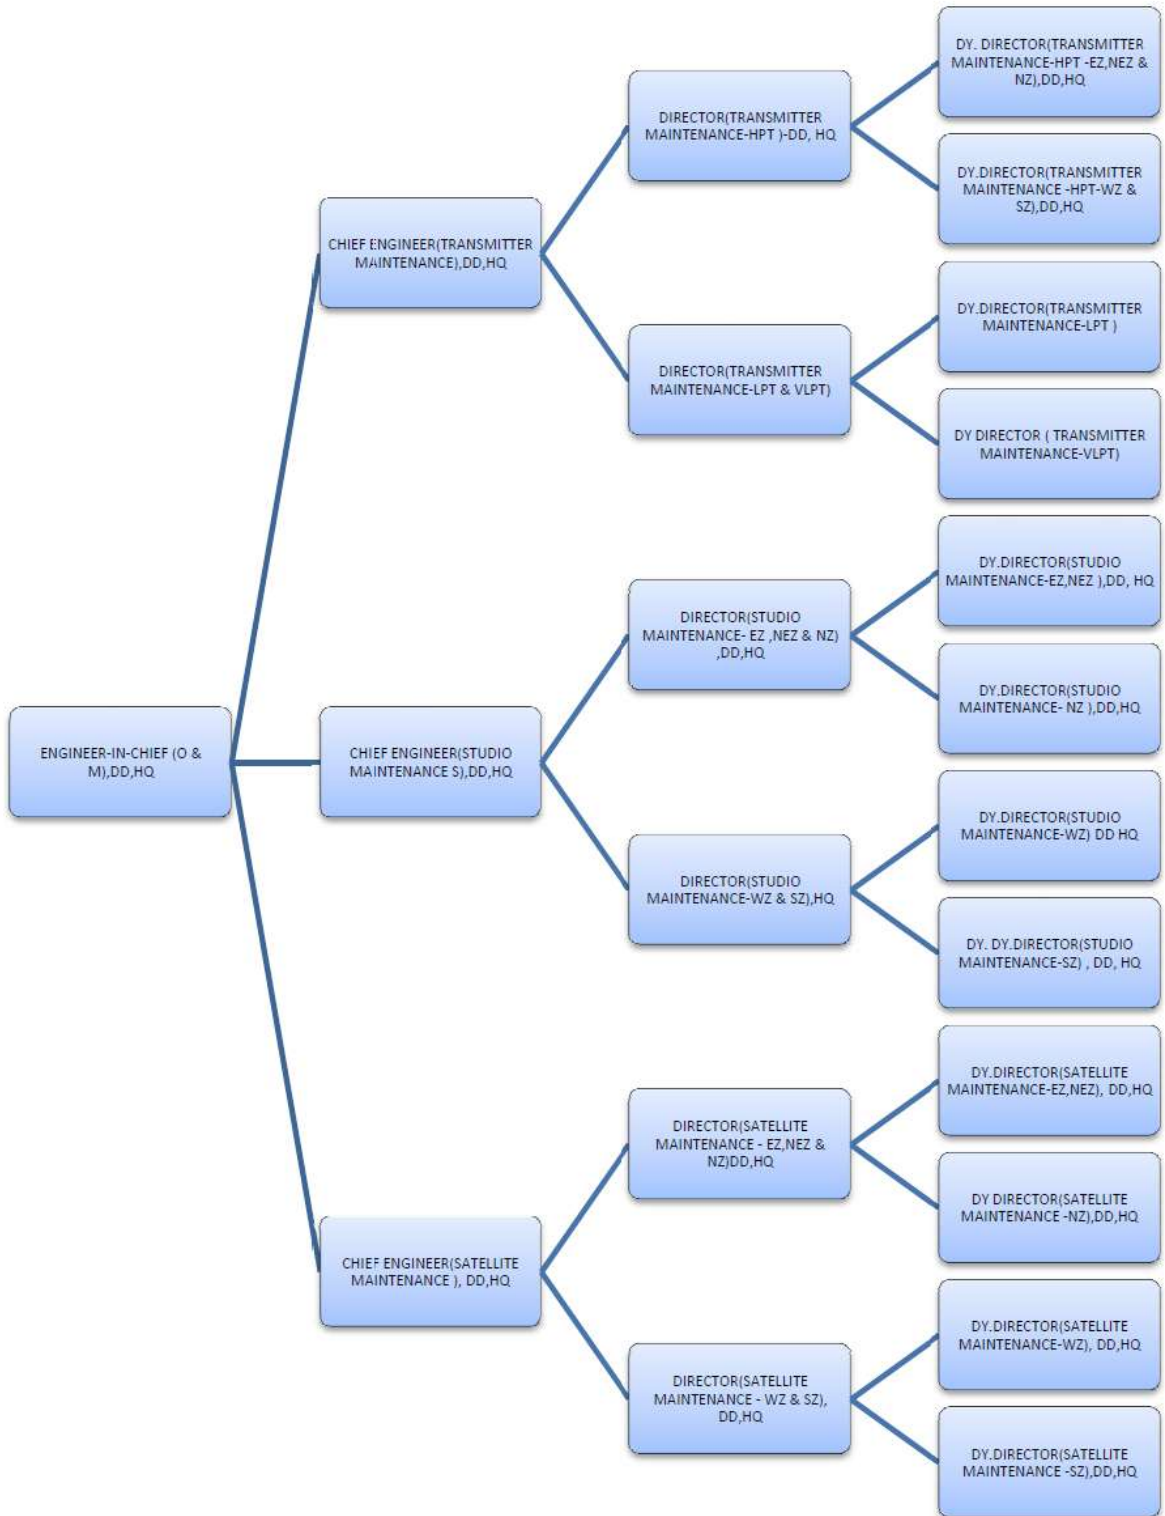 DY. DIRECTOR(TRANSMITTER
MAINTENANCE-HPT -EZ,NEZ &
NZ),DD,HQ
DIRECTOR(TRANSMITTER
MAINTENANCE-HPT )-DD, HQ
DY.DIRECTOR(TRANSMITTER
MAINTENANCE -HPT-WZ &
SZ),DD,HQ
CHIEF ENGINEER(TRANSMITTER
MAINTENANCE),DD,HQ
DY.DIRECTOR(TRANSMITTER
MAINTENANCE-LPT )
DIRECTOR(TRANSMITTER
MAINTENANCE-LPT & VLPT)
DY DIRECTOR ( TRANSMITTER
MAINTENANCE-VLPT)
DY.DIRECTOR(STUDIO
MAINTENANCE-EZ,NEZ ),DD, HQ
DIRECTOR(STUDIO
MAINTENANCE- EZ ,NEZ & NZ)
,DD,HQ
DY.DIRECTOR(STUDIO
MAINTENANCE- NZ ),DD,HQ
ENGINEER-IN-CHIEF (O &
M),DD,HQ
CHIEF ENGINEER(STUDIO
MAINTENANCE S),DD,HQ
DY.DIRECTOR(STUDIO
MAINTENANCE-WZ) DD HQ
DIRECTOR(STUDIO
MAINTENANCE-WZ & SZ),HQ
DY. DY.DIRECTOR(STUDIO
MAINTENANCE-SZ) , DD, HQ
DY.DIRECTOR(SATELLITE
MAINTENANCE-EZ,NEZ), DD,HQ
DIRECTOR(SATELLITE
MAINTENANCE - EZ,NEZ &
NZ)DD,HQ
DY DIRECTOR(SATELLITE
MAINTENANCE -NZ),DD,HQ
CHIEF ENGINEER(SATELLITE
MAINTENANCE ), DD,HQ
DY.DIRECTOR(SATELLITE
MAINTENANCE-WZ), DD,HQ
DIRECTOR(SATELLITE
MAINTENANCE - WZ & SZ),
DD,HQ
DY.DIRECTOR(SATELLITE
MAINTENANCE -SZ),DD,HQ